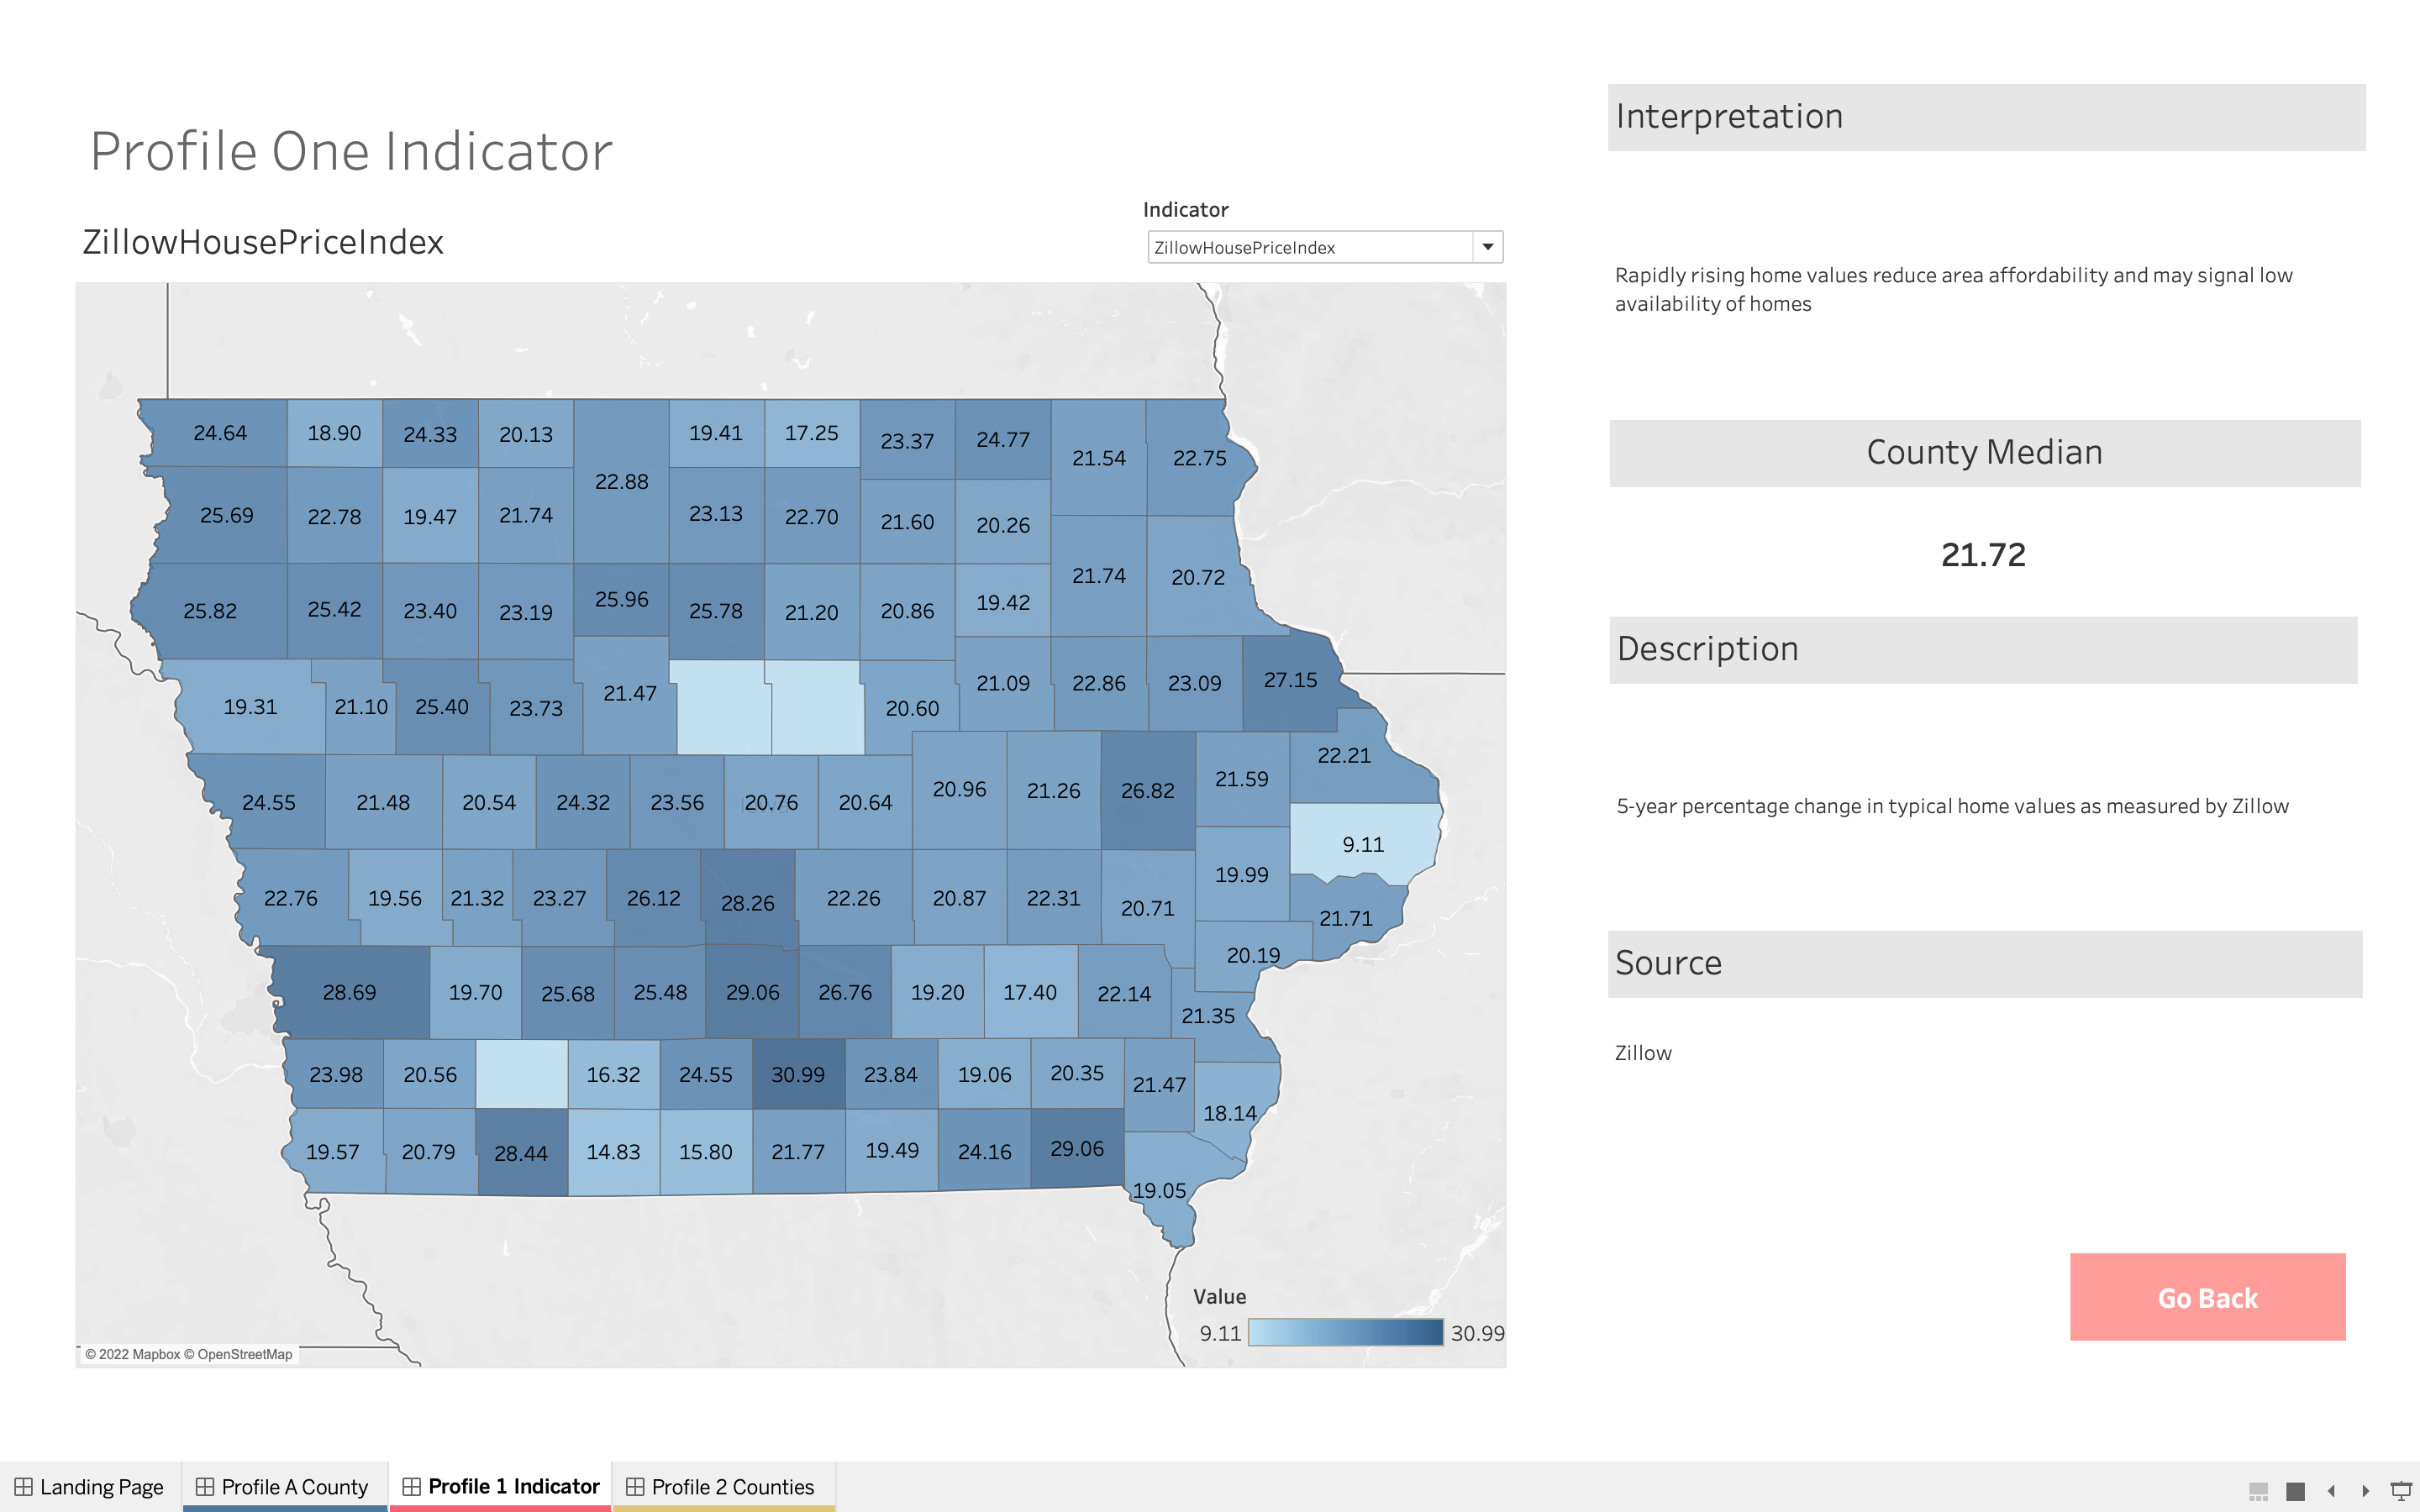 Profile One Indicator
ZillowHousePriceIndex
Indicator
ZillowHousePriceIndex
24.64 18.90 24.33 20.13 19.41 17.25 23.37 24.77
21.54 22.75
22.88
25.69 22.78 19.47 21.74 23.13 22.70 21.60 20.26
21.74 20.72
25.82 25.42 23.40 23.19 25.96 25.78 21.20 20.86 19.42
19.31 21.10 25.40 23.73 21.47 20.60 21.09 22.86 23.09 27.15
22.21
24.55 21.48 20.54 24.32 23.56 20.76 20.64 20.96 21.26 26.82 21.59
9.11
22.76 19.56 21.32 23.27 26.12 28.26 22.26 20.87 22.31 20.71 19.99
21.71
20.19
28.69 19.70 25.68 25.48 29.06 26.76 19.20 17.40 22.14
21.35
23.98 20.56 16.32 24.55 30.99 23.84 19.06 20.35 21.47
18.14
19.57 20.79 28.44 14.83 15.80 21.77 19.49 24.16 29.06
19.05
Value
9.11 30.99
© 2022 Mapbox © OpenStreetMap
Interpretation
Rapidly rising home values reduce area affordability and may signal low
availability of homes
County Median
21.72
Description
5-year percentage change in typical home values as measured by Zillow
Source
Zillow
Go Back
Landing Page
Profile A County
Profile 1 Indicator
Profile 2 Counties